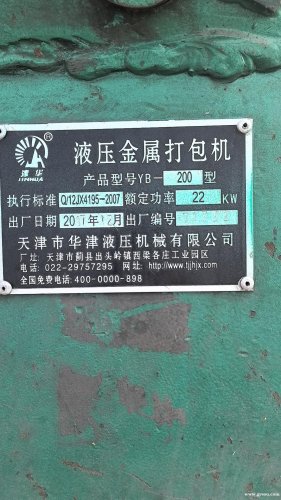 液压金属打包机
津华®
产品型号YB-200型
执行标准Q/12JX4195-2007 额定功率 22 KW
出厂日期 年 月 出厂编号
天津市华津液压机械有限公司
厂址: 天津市蓟县出头岭镇西梁各庄工业园区
电话: 022-29757295 网址: http://www.tjjhjx.com
全国免费电话: 400-0000-898